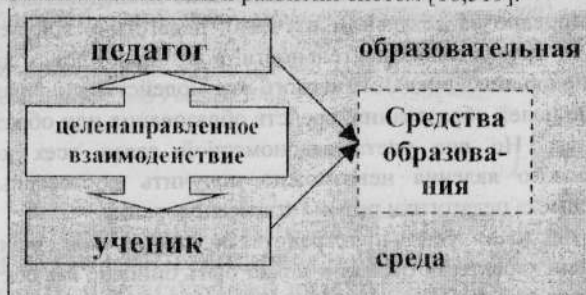 педагог
образовательная
целенаправленное
взаимодействие
Средства
образова-
ния
ученик
среда